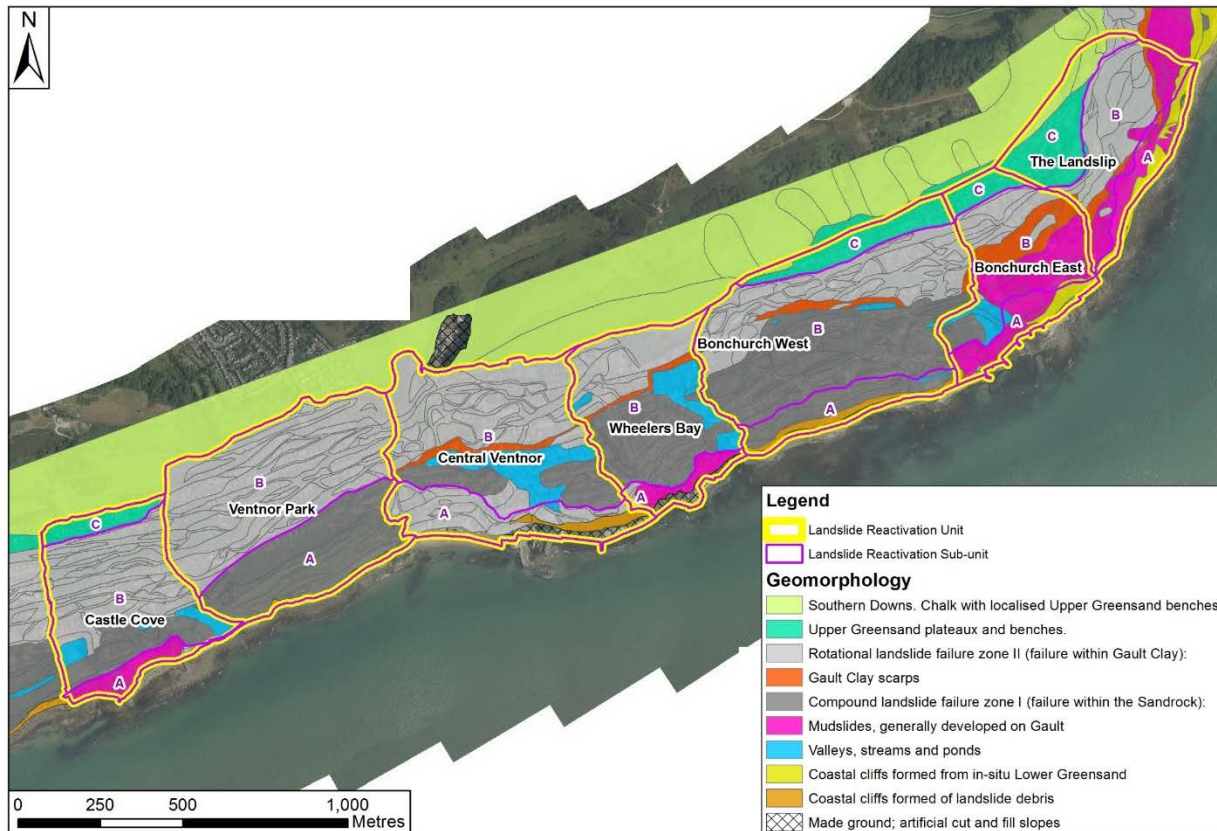 N
C
B
The Landslip
A
C
C
B
Bonchurch East
A
B
Bonchurch West
A
B
Wheelers Bay
A
B
Central Ventnor
A
B
Ventnor Park
A
C
B
Castle Cove
A
Legend
Landslide Reactivation Unit
Landslide Reactivation Sub-unit
Geomorphology
Southern Downs. Chalk with localised Upper Greensand benches
Upper Greensand plateaux and benches.
Rotational landslide failure zone II (failure within Gault Clay):
Gault Clay scarps
Compound landslide failure zone I (failure within the Sandrock):
Mudslides, generally developed on Gault
Valleys, streams and ponds
Coastal cliffs formed from in-situ Lower Greensand
Coastal cliffs formed of landslide debris
Made ground; artificial cut and fill slopes
0 250 500 1,000
Metres